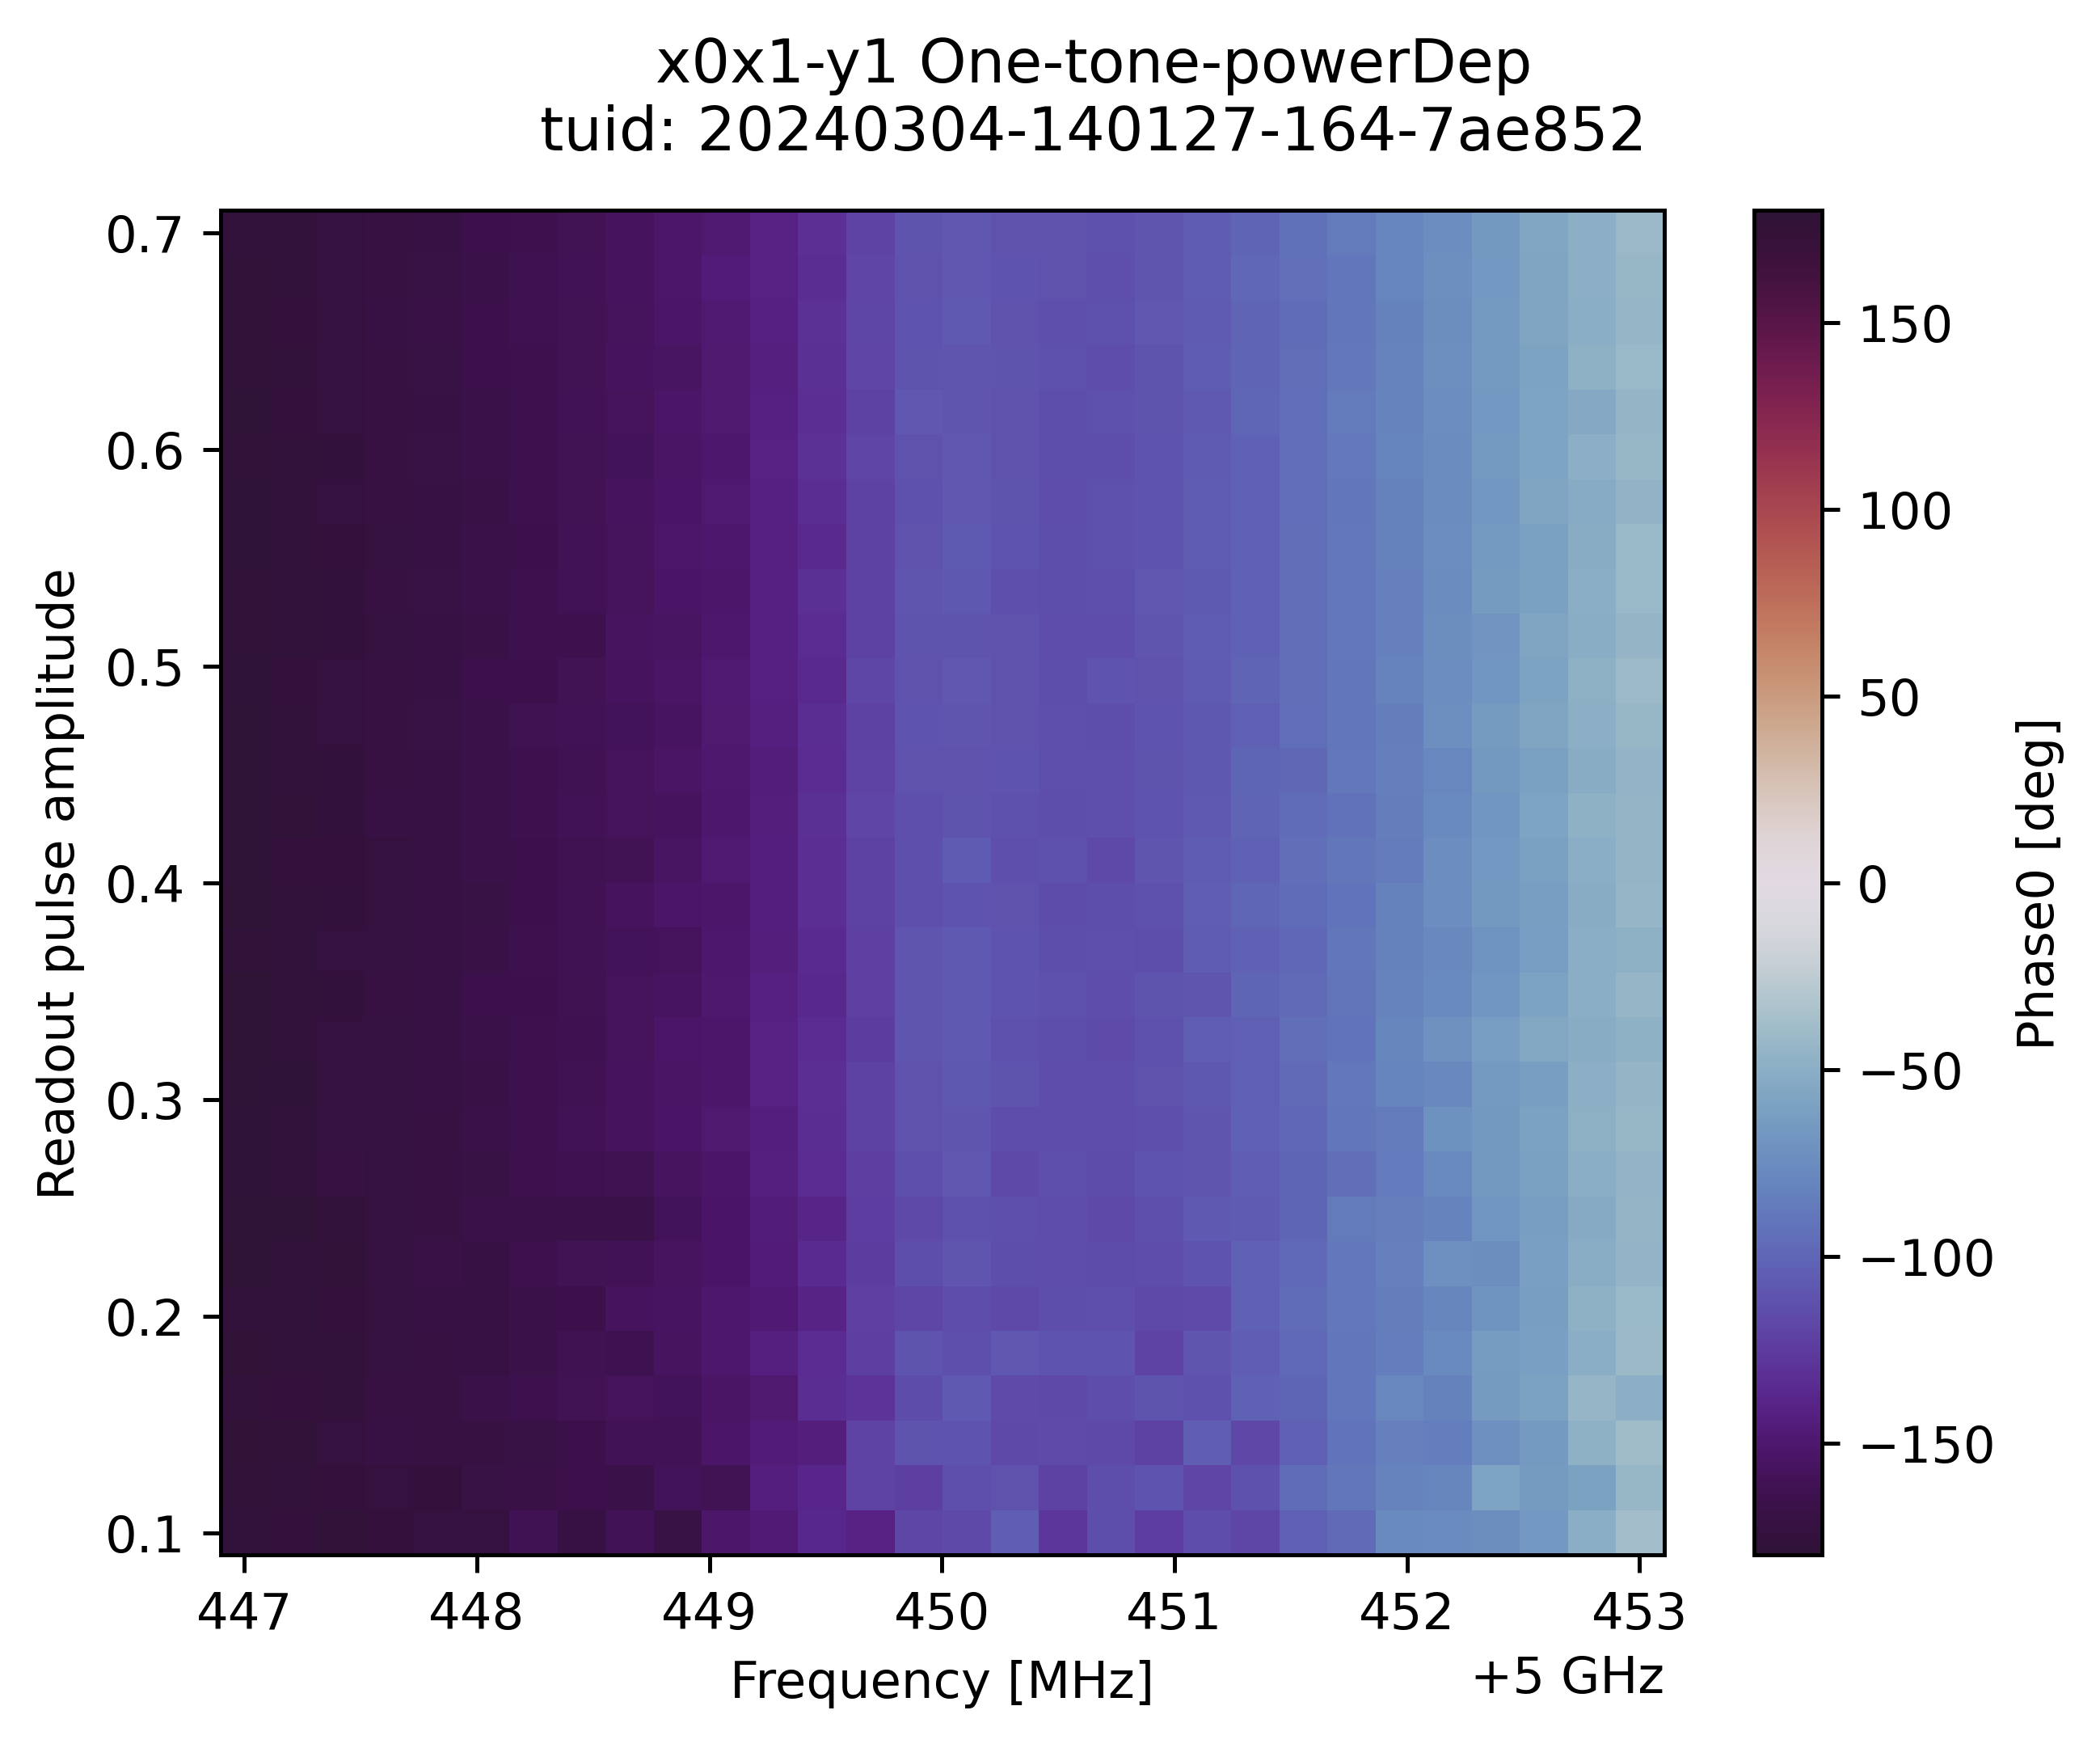 x0x1-y1 One-tone-powerDep
tuid: 20240304-140127-164-7ae852
Readout pulse amplitude
0.7
0.6
0.5
0.4
0.3
0.2
0.1
447 448 449 450 451 452 453
Frequency [MHz]
+5 GHz
150
100
50
0
−50
−100
−150
Phase0 [deg]